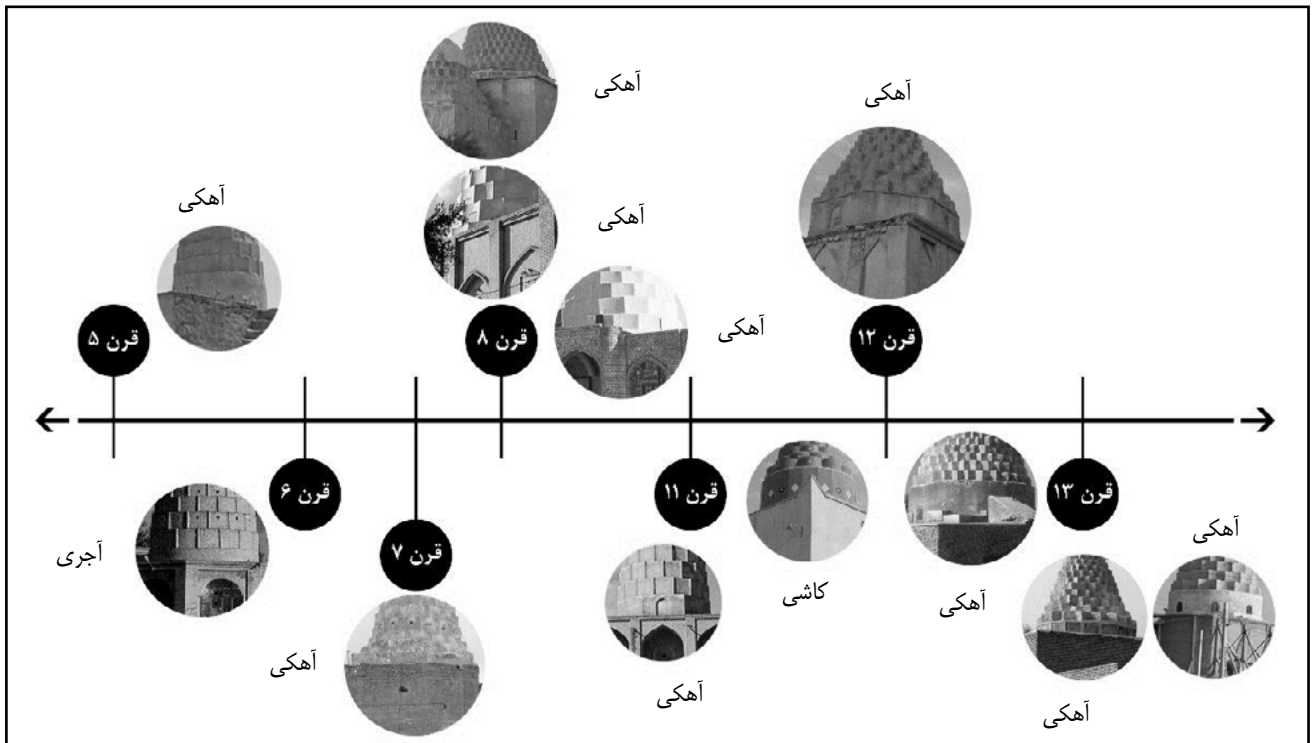 آهکی
آهکی
آهکی
آهکی
آهکی
قرن ۵
قرن ۸
قرن ۱۲
آجری
قرن ۶
قرن ۷
قرن ۱۱
قرن ۱۳
آهکی
آهکی
کاشی
آهکی
آهکی
آهکی